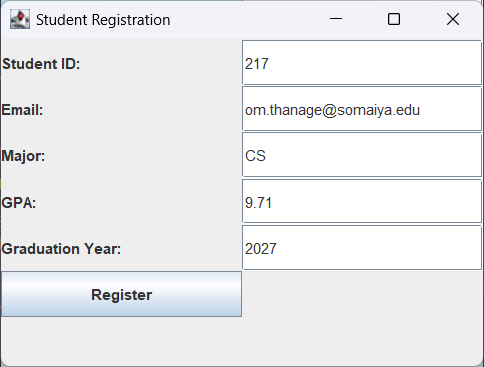 Student Registration
Student ID: 217
Email: om.thanage@somaiya.edu
Major: CS
GPA: 9.71
Graduation Year: 2027
Register